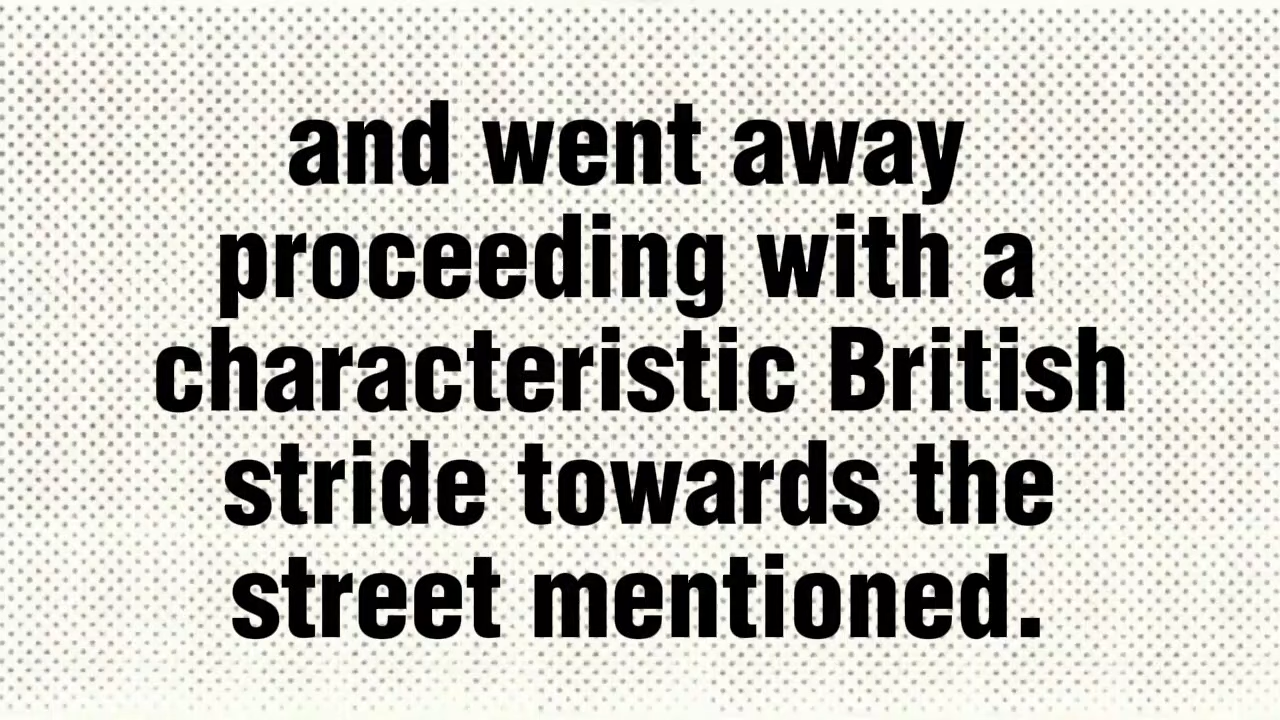 and went away
proceeding with a
characteristic British
stride towards the
street mentioned.